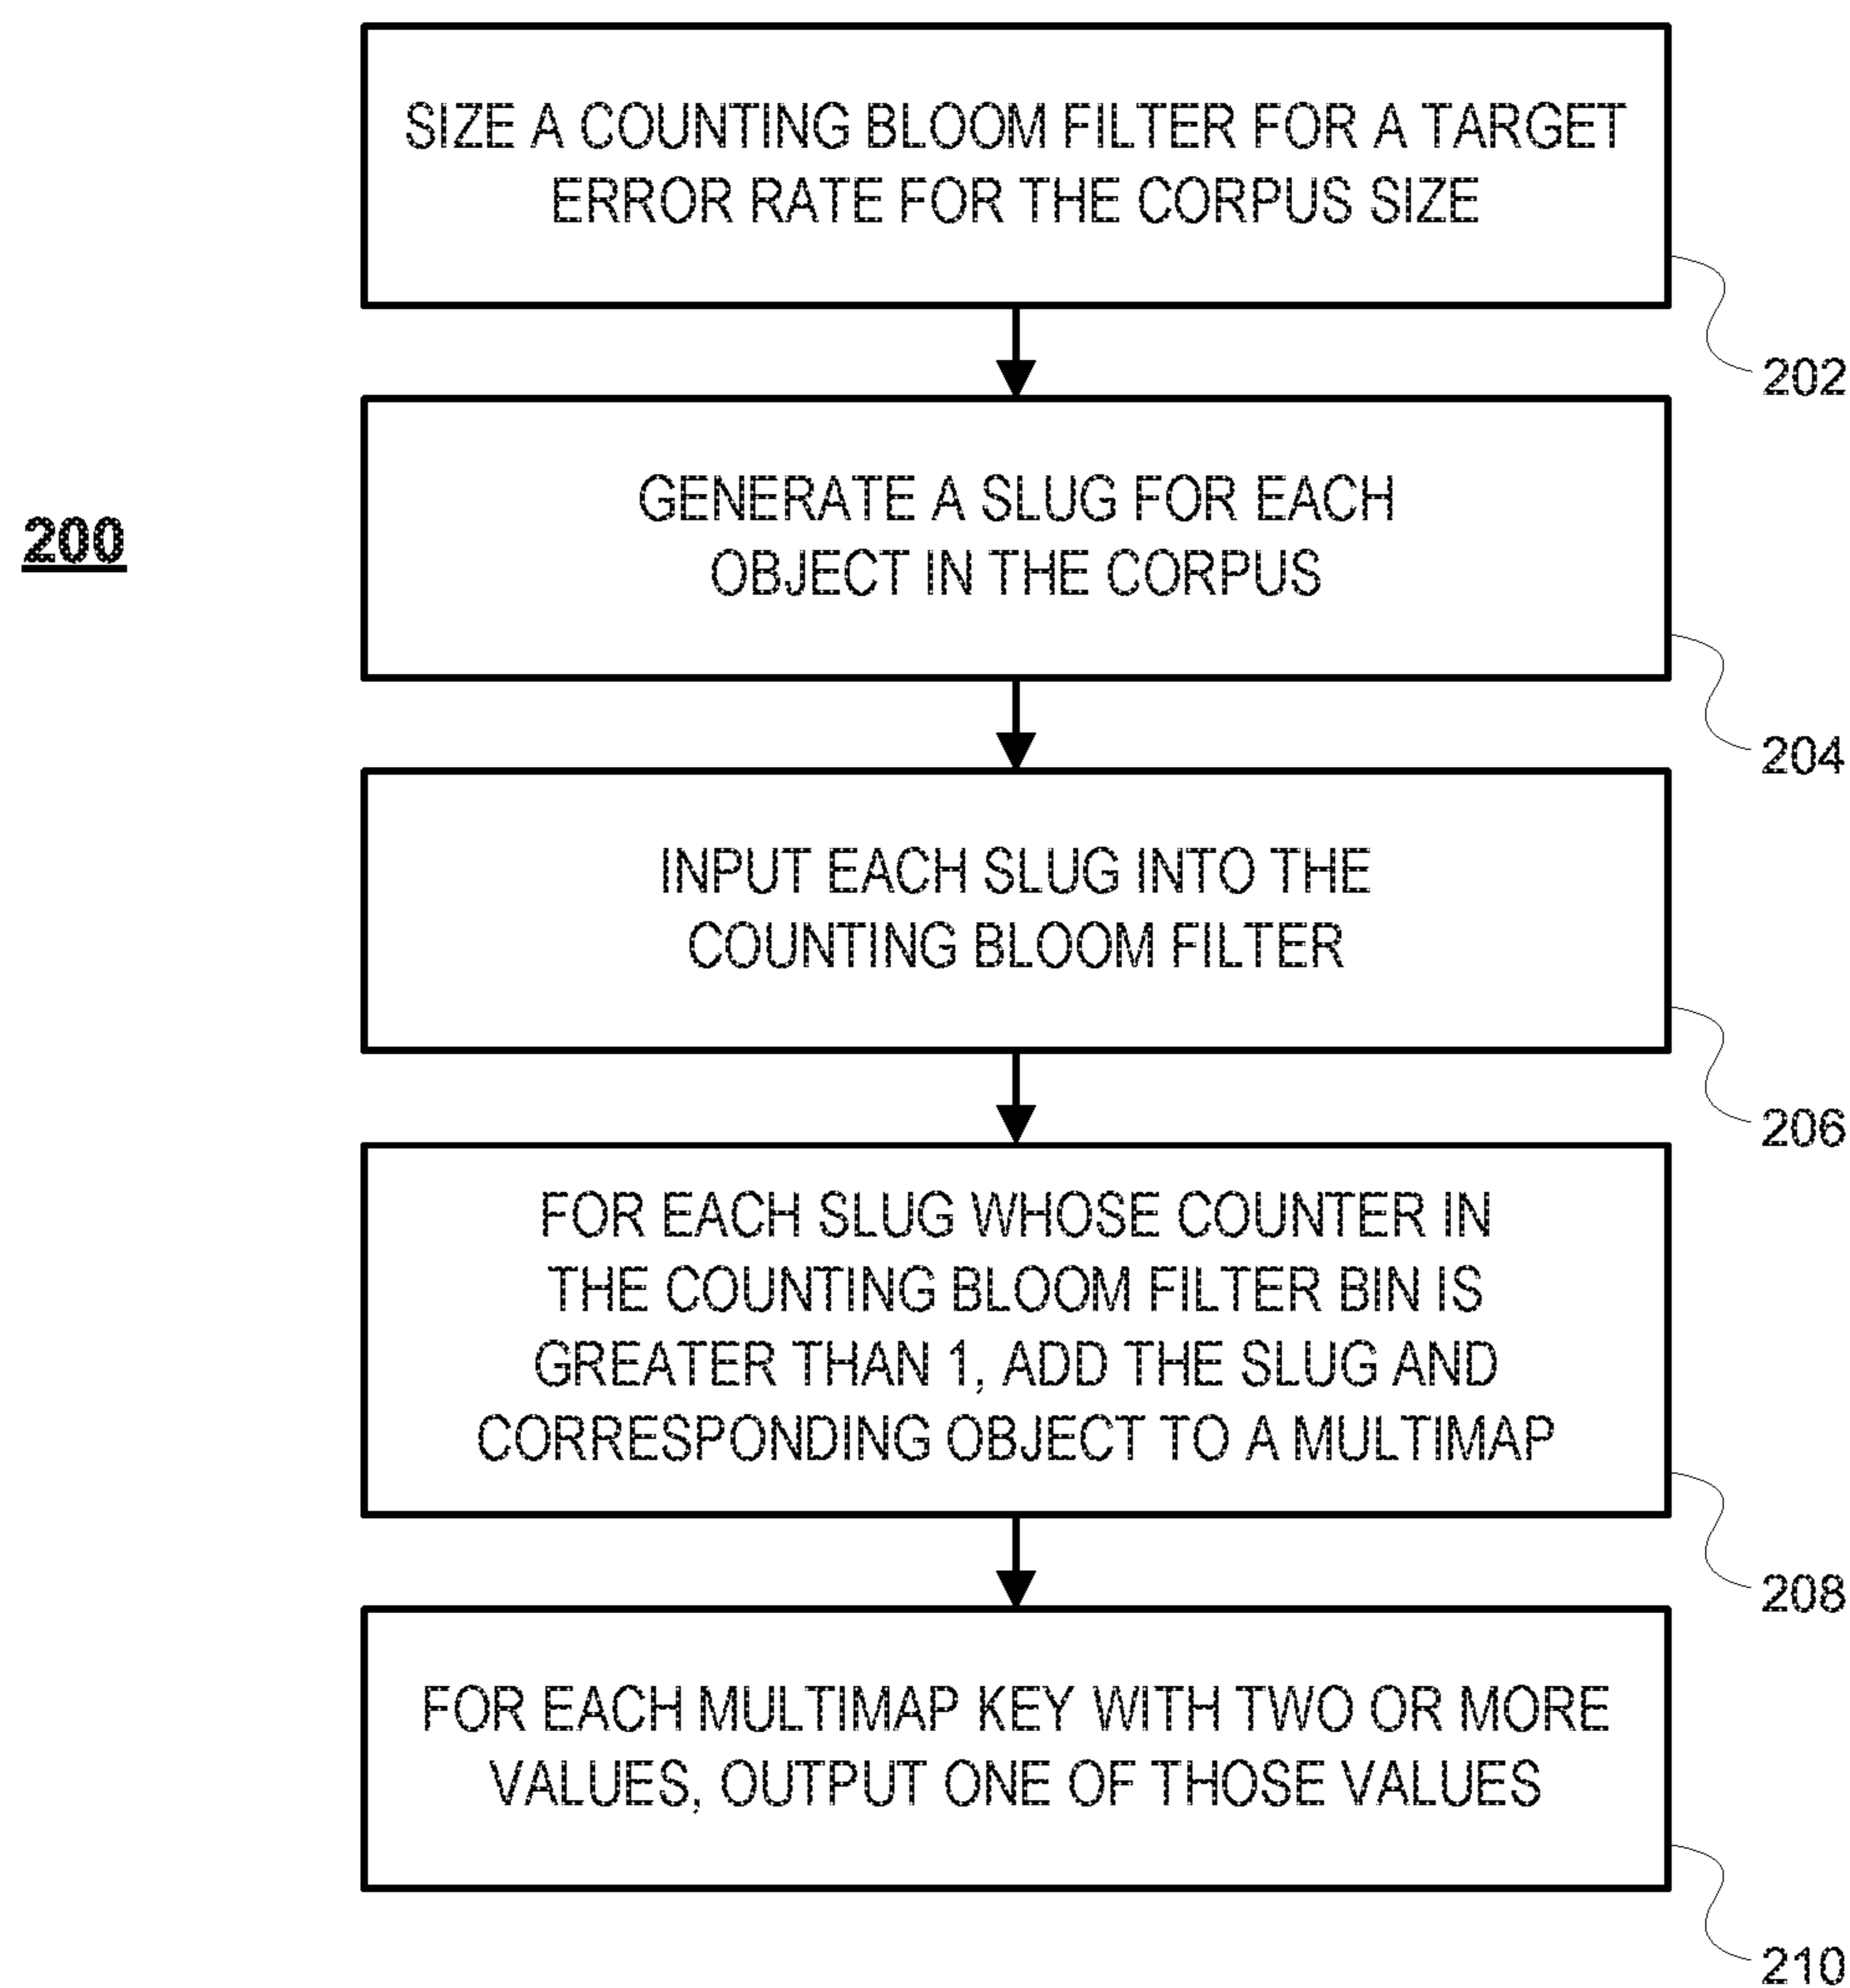 SIZE A COUNTING BLOOM FILTER FOR A TARGET
ERROR RATE FOR THE CORPUS SIZE
202
GENERATE A SLUG FOR EACH
OBJECT IN THE CORPUS
200
204
INPUT EACH SLUG INTO THE
COUNTING BLOOM FILTER
206
FOR EACH SLUG WHOSE COUNTER IN
THE COUNTING BLOOM FILTER BIN IS
GREATER THAN 1, ADD THE SLUG AND
CORRESPONDING OBJECT TO A MULTIMAP
208
FOR EACH MULTIMAP KEY WITH TWO OR MORE
VALUES, OUTPUT ONE OF THOSE VALUES
210